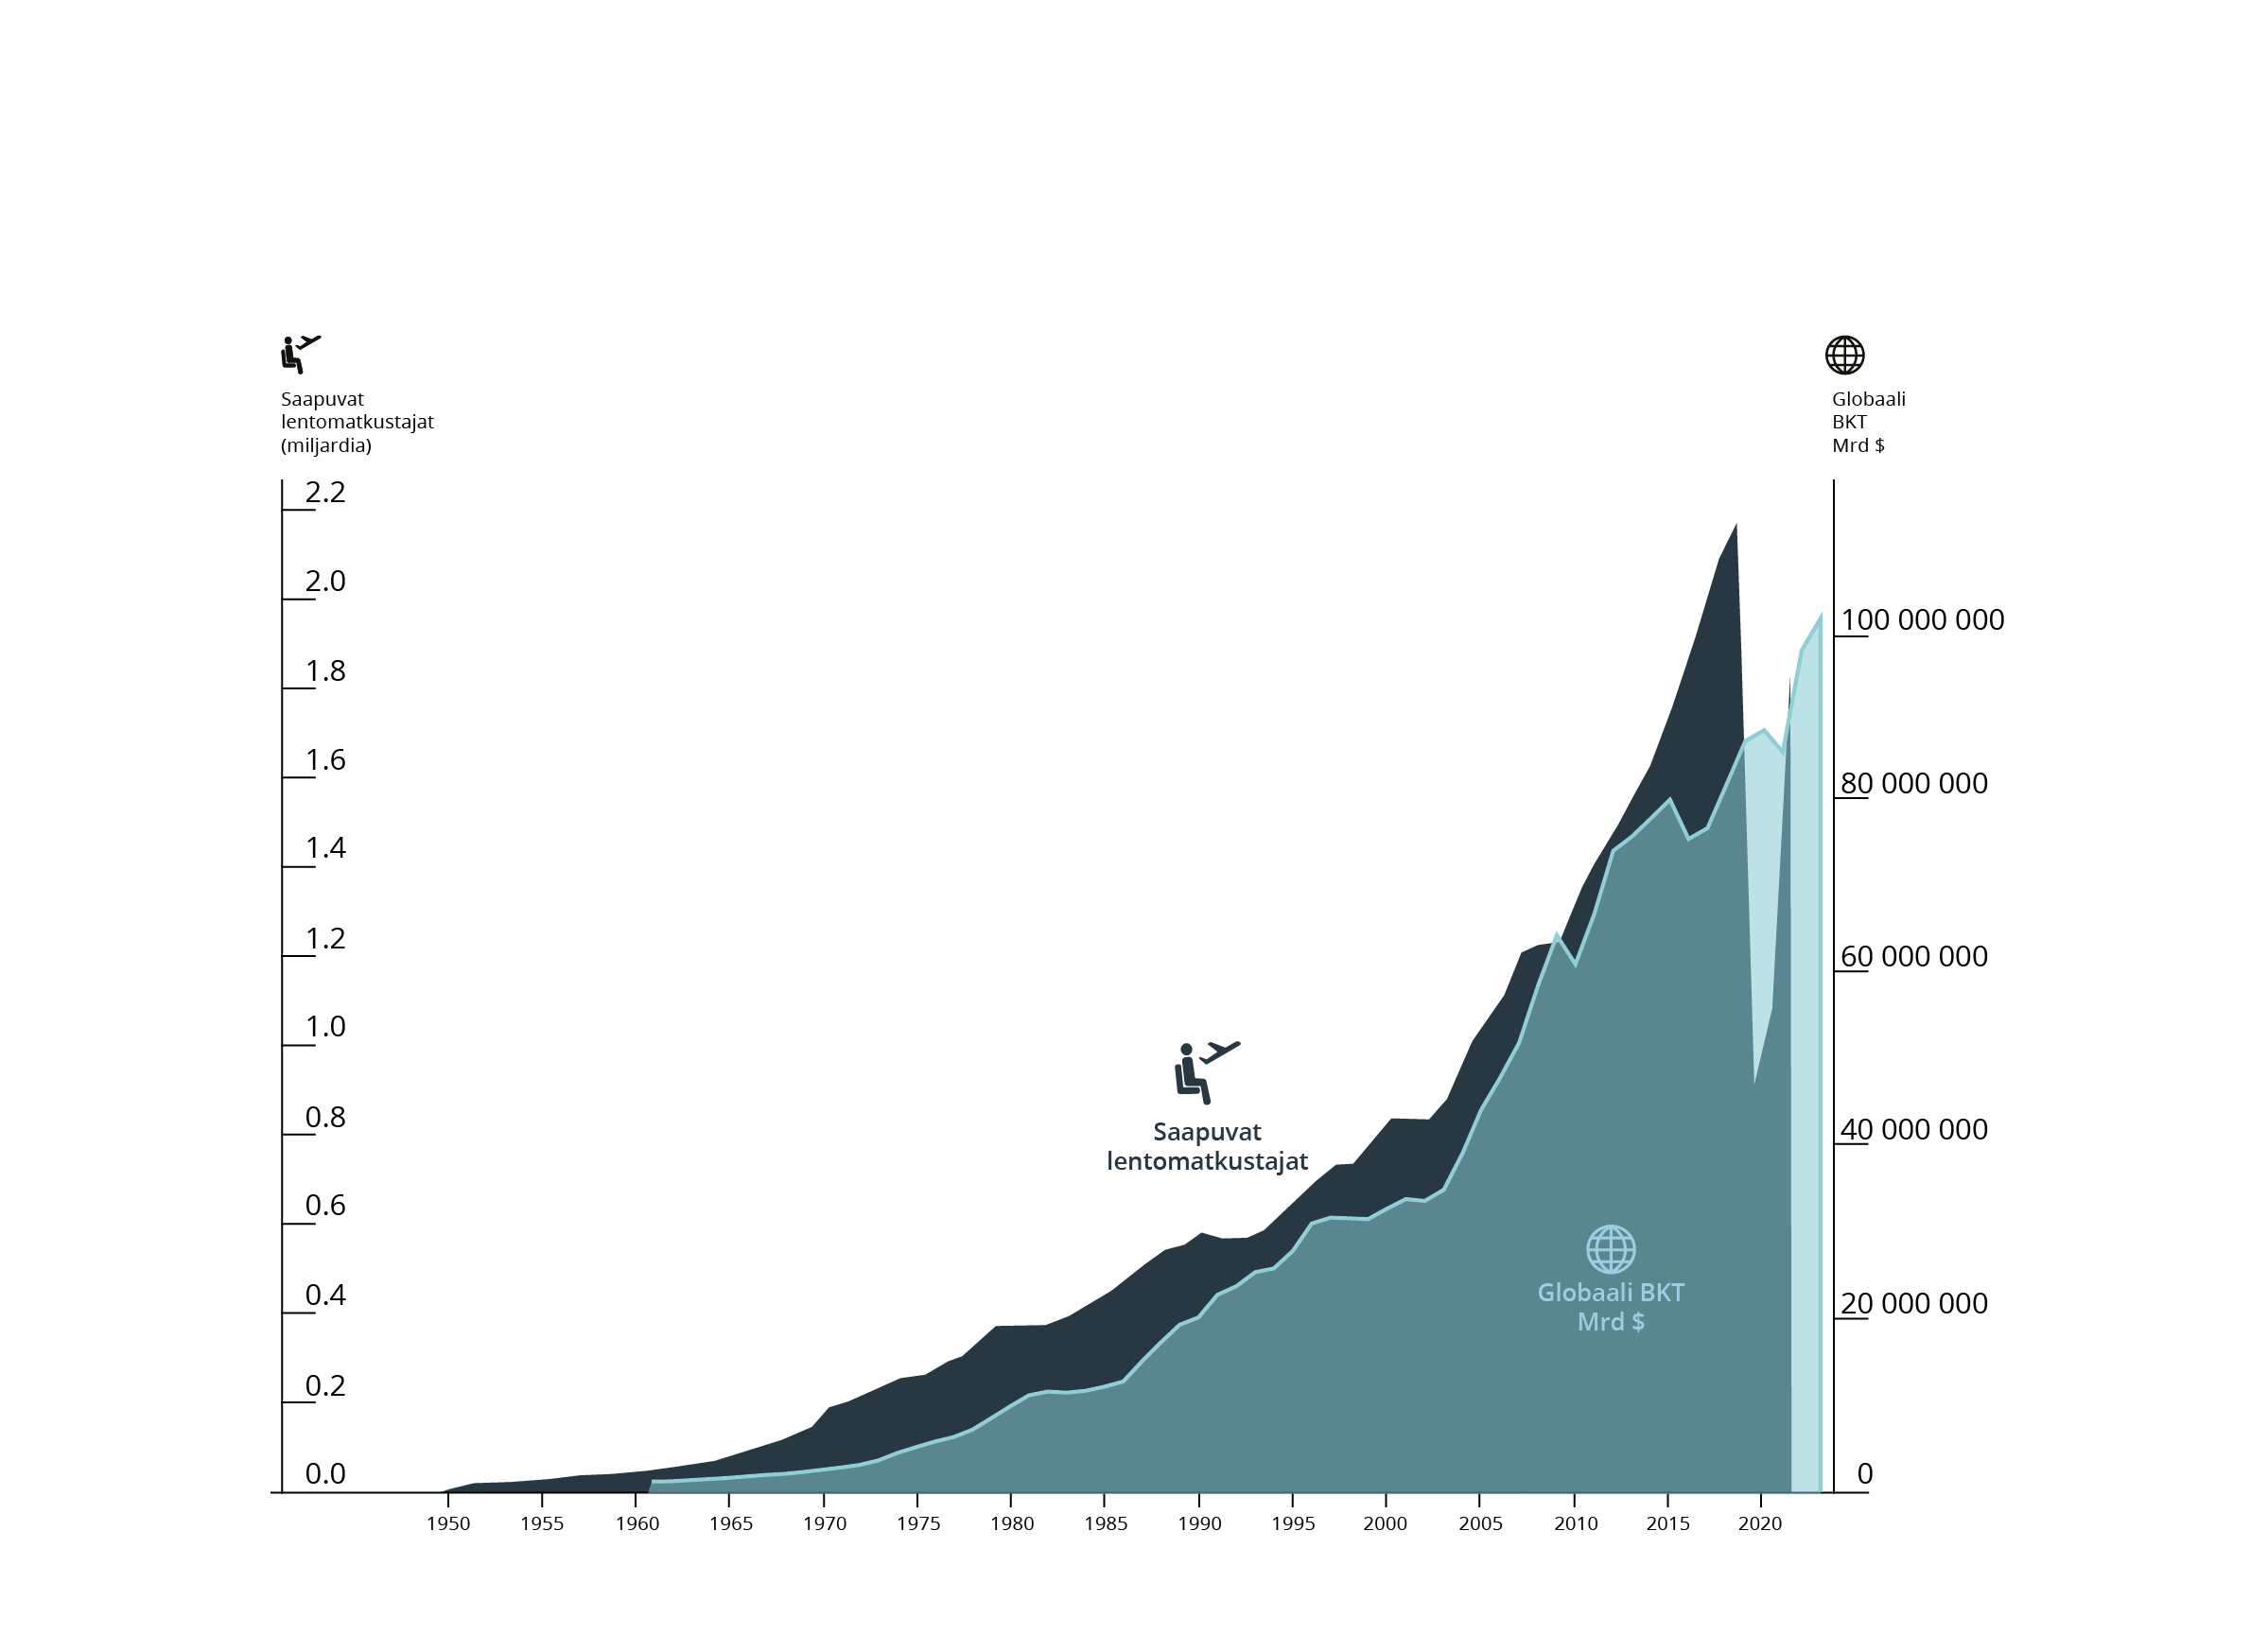 Saapuvat
lentomatkustajat
(miljardia)
Globaali
BKT
Mrd $
2.2
2.0
1.8
1.6
1.4
1.2
1.0
0.8
0.6
0.4
0.2
0.0
100 000 000
80 000 000
60 000 000
40 000 000
20 000 000
0
Saapuvat
lentomatkustajat
Globaali BKT
Mrd $
1950 1955 1960 1965 1970 1975 1980 1985 1990 1995 2000 2005 2010 2015 2020